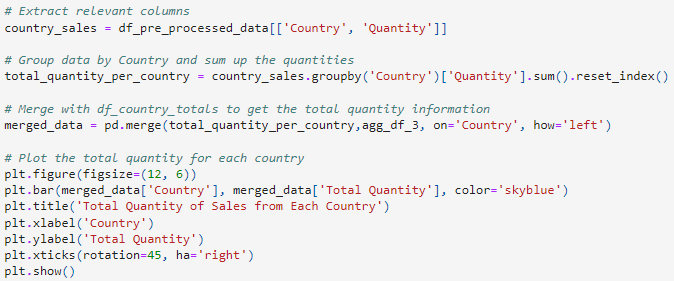 # Extract relevant columns
country_sales = df_pre_processed_data[['Country', 'Quantity']]
# Group data by Country and sum up the quantities
total_quantity_per_country = country_sales.groupby('Country')['Quantity'].sum().reset_index()
# Merge with df_country_totals to get the total quantity information
merged_data = pd.merge(total_quantity_per_country,agg_df_3, on='Country', how='left')
# Plot the total quantity for each country
plt.figure(figsize=(12, 6))
plt.bar(merged_data['Country'], merged_data['Total Quantity'], color='skyblue')
plt.title('Total Quantity of Sales from Each Country')
plt.xlabel('Country')
plt.ylabel('Total Quantity')
plt.xticks(rotation=45, ha='right')
plt.show()